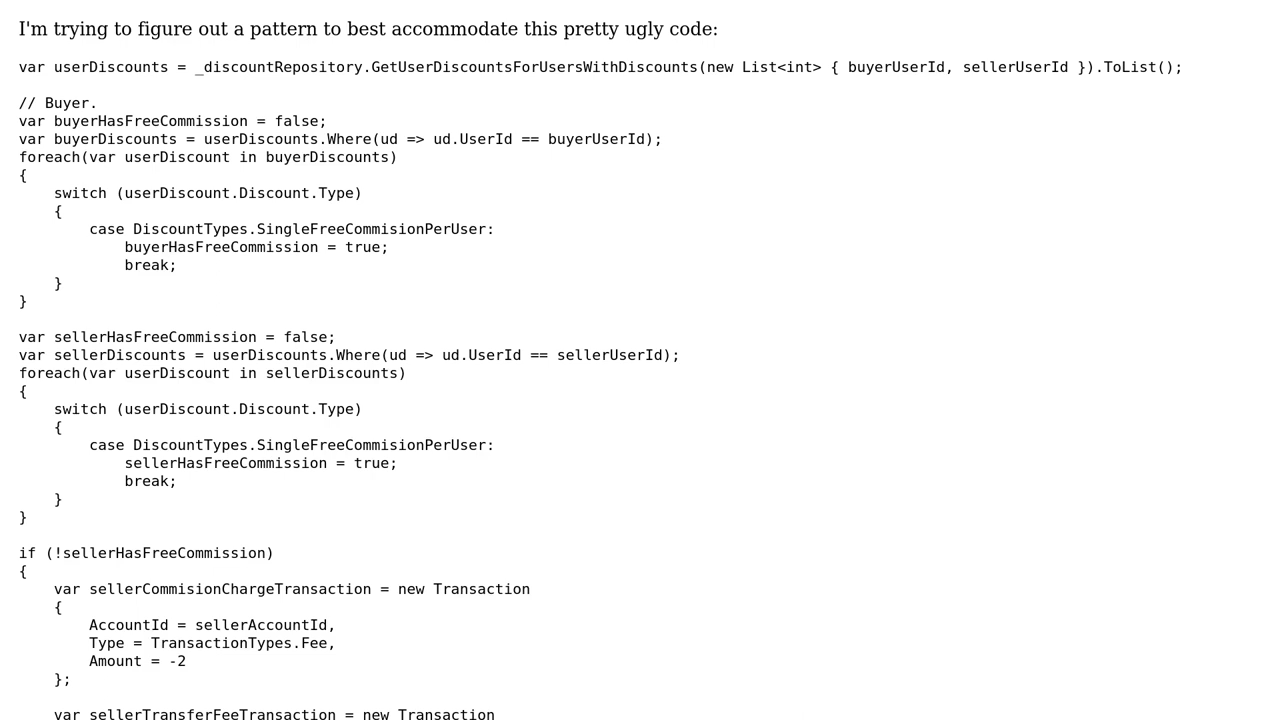 I'm trying to figure out a pattern to best accommodate this pretty ugly code:
var userDiscounts = _discountRepository.GetUserDiscountsForUsersWithDiscounts(new List<int> { buyerUserId, sellerUserId }).ToList();
// Buyer.
var buyerHasFreeCommission = false;
var buyerDiscounts = userDiscounts.Where(ud => ud.UserId == buyerUserId);
foreach(var userDiscount in buyerDiscounts)
{
    switch (userDiscount.Discount.Type)
    {
        case DiscountTypes.SingleFreeCommisionPerUser:
            buyerHasFreeCommission = true;
            break;
    }
}
var sellerHasFreeCommission = false;
var sellerDiscounts = userDiscounts.Where(ud => ud.UserId == sellerUserId);
foreach(var userDiscount in sellerDiscounts)
{
    switch (userDiscount.Discount.Type)
    {
        case DiscountTypes.SingleFreeCommisionPerUser:
            sellerHasFreeCommission = true;
            break;
    }
}
if (!sellerHasFreeCommission)
{
    var sellerCommisionChargeTransaction = new Transaction
    {
        AccountId = sellerAccountId,
        Type = TransactionTypes.Fee,
        Amount = -2
    };
    var sellerTransferFeeTransaction = new Transaction